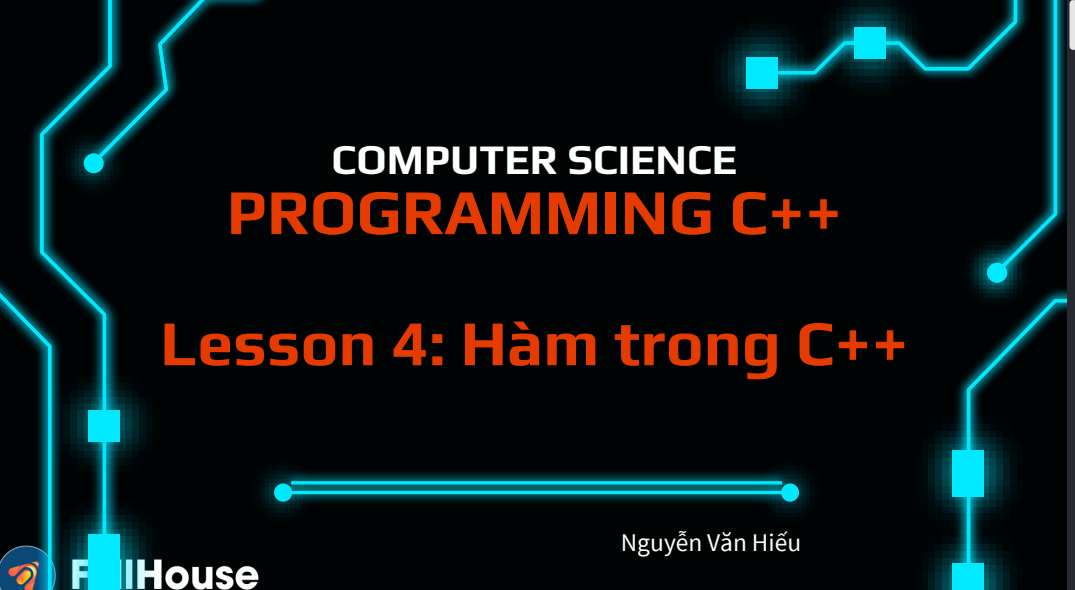 COMPUTER SCIENCE
PROGRAMMING C++
Lesson 4: Hàm trong C++
Nguyễn Văn Hiếu